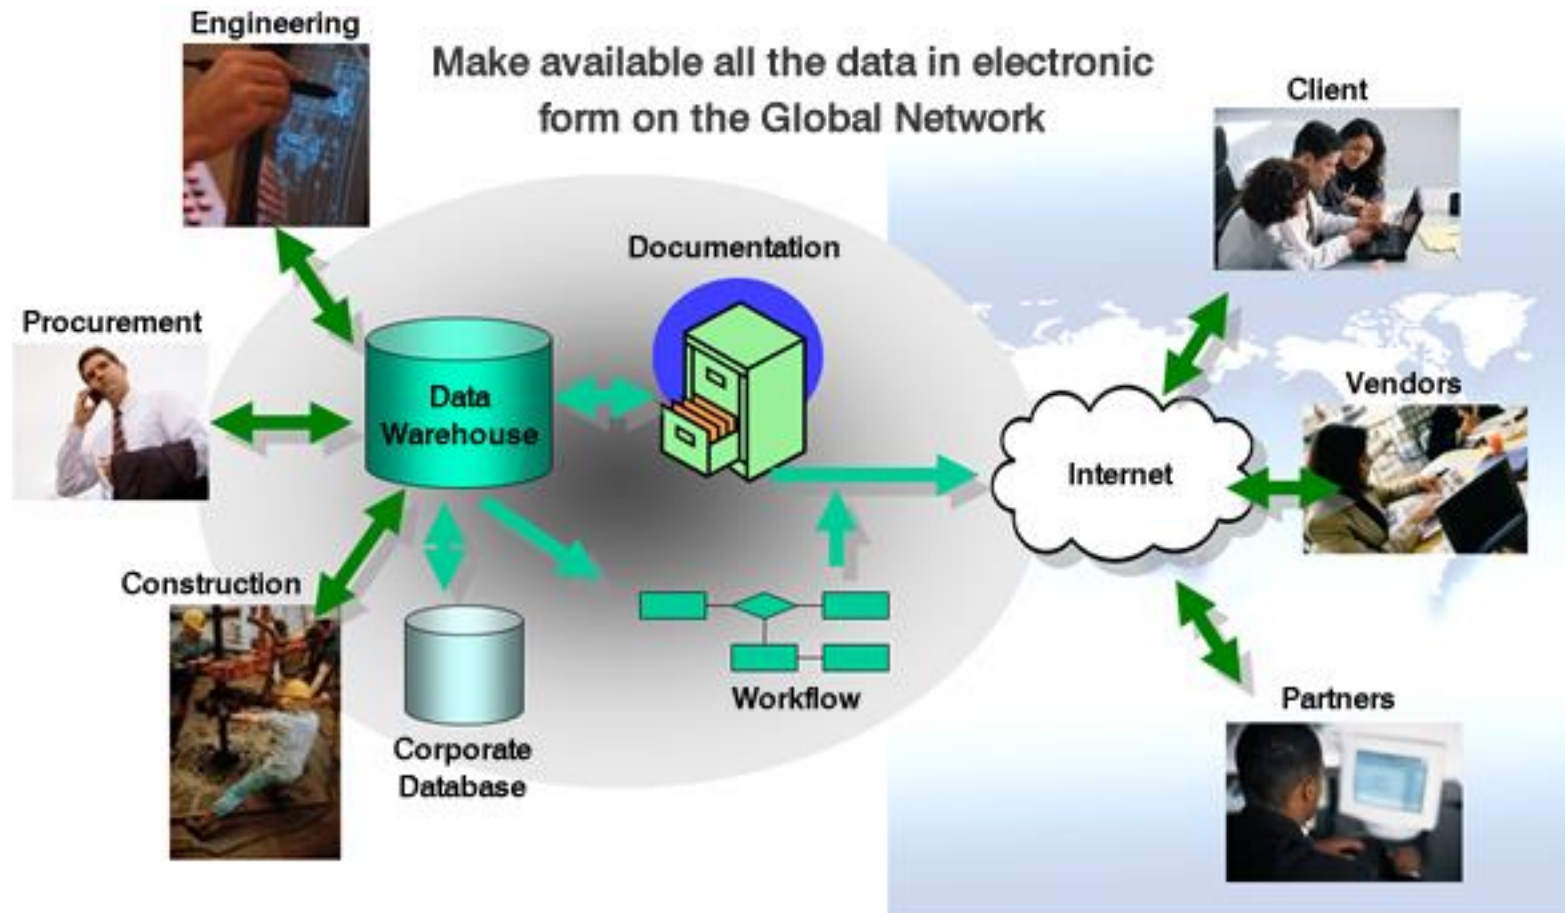 Engineering
Make available all the data in electronic
form on the Global Network
Client
Documentation
Procurement
Vendors
Data
Warehouse
Internet
Construction
Workflow
Partners
Corporate
Database